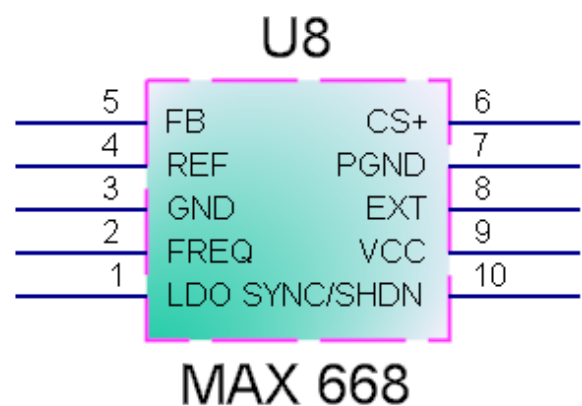 U8
5 FB CS+ 6
4 REF PGND 7
3 GND EXT 8
2 FREQ VCC 9
1 LDO SYNC/SHDN 10
MAX 668